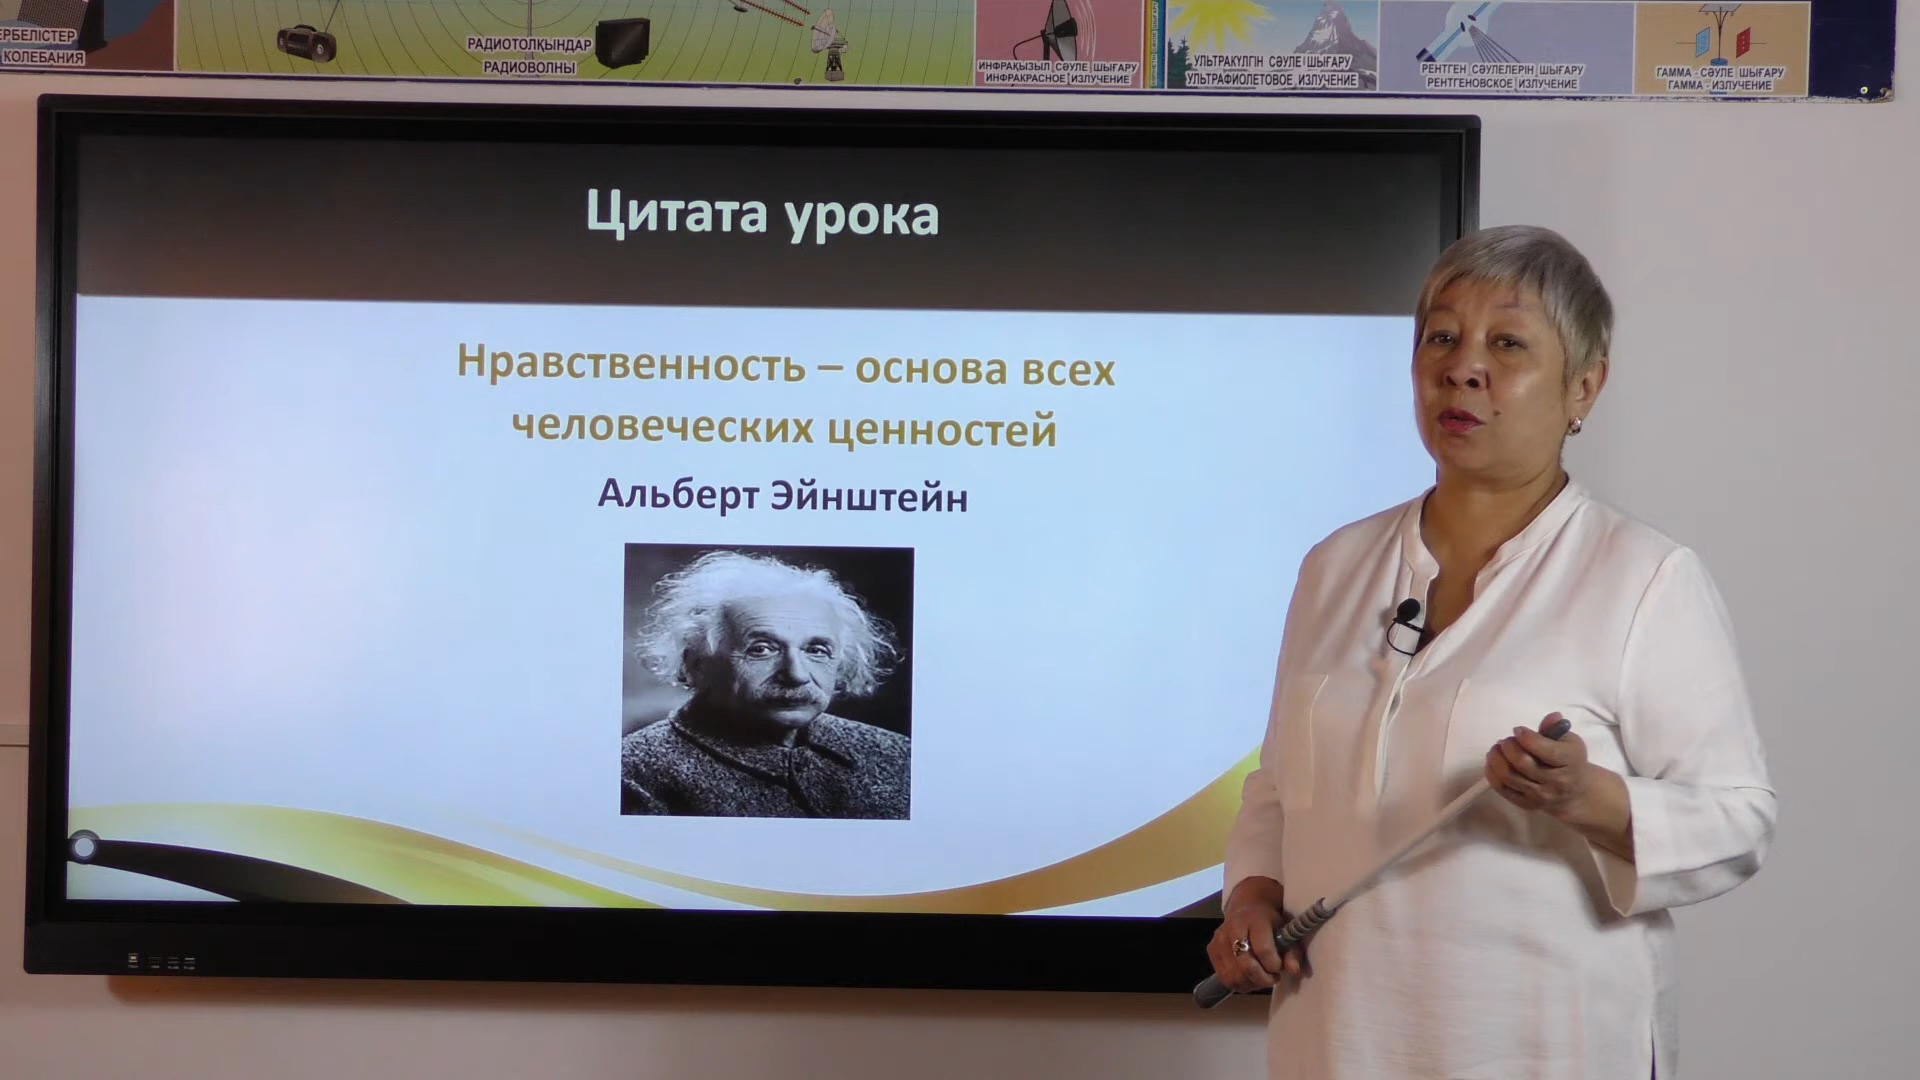 ЕРБЕЛІСТЕР
КОЛЕБАНИЯ
РАДИОТОЛҚЫНДАР
РАДИОВОЛНЫ
ИНФРАҚЫЗЫЛ СӘУЛЕ ШЫҒАРУ
ИНФРАКРАСНОЕ ИЗЛУЧЕНИЕ
УЛЬТРАКҮЛГІН СӘУЛЕ ШЫҒАРУ
УЛЬТРАФИОЛЕТОВОЕ ИЗЛУЧЕНИЕ
РЕНТГЕН СӘУЛЕЛЕРІН ШЫҒАРУ
РЕНТГЕНОВСКОЕ ИЗЛУЧЕНИЕ
ГАММА - СӘУЛЕ ШЫҒАРУ
ГАММА - ИЗЛУЧЕНИЕ
Цитата урока
Нравственность – основа всех
человеческих ценностей
Альберт Эйнштейн